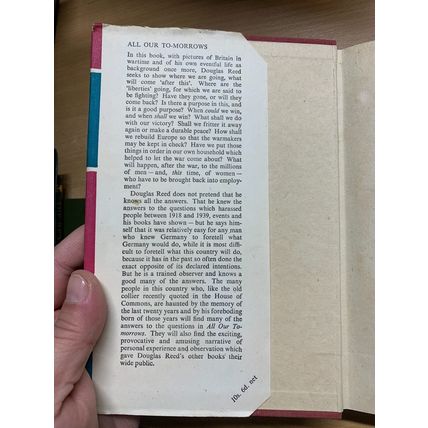 ALL OUR TO-MORROWS
In this book, with pictures of Britain in
wartime and of his own eventful life as
background once more, Douglas Reed
seeks to show where we are going, what
will come 'after this'. Where are the
'liberties' going, for which we are said to
be fighting? Have they gone, or will they
come back? Is there a purpose in this, and
is it a good purpose? When could we win,
and when shall we win? What shall we do
with our victory? Shall we fritter it away
again or make a durable peace? How shall
we rebuild Europe so that the warmakers
may be kept in check? Have we put those
things in order in our own household which
helped to let the war come about? What
will happen, after the war, to the millions
of men—and, this time, of women—
who have to be brought back into employ-
ment?
Douglas Reed does not pretend that he
knows all the answers. That he knew the
answers to the questions which harassed
people between 1918 and 1939, events and
his books have shown—but he says him-
self that it was relatively easy for any man
who knew Germany to foretell what
Germany would do, while it is most diffi-
cult to foretell what this country will do,
because it has in the past so often done the
exact opposite of its declared intentions.
But he is a trained observer and knows a
good many of the answers. The many
people in this country who, like the old
collier recently quoted in the House of
Commons, are haunted by the memory of
the last twenty years and by his foreboding
born of those years will find many of the
answers to the questions in All Our To-
morrows. They will also find the exciting,
provocative and amusing narrative of
personal experience and observation which
gave Douglas Reed's other books their
wide public.
10s. 6d. net